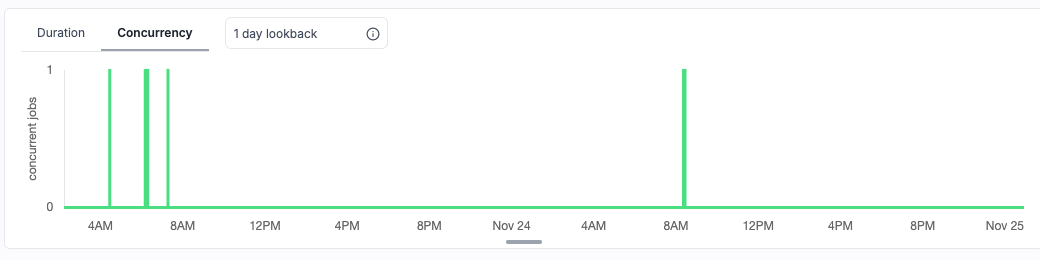 Duration Concurrency 1 day lookback
1
concurrent jobs
0
4AM 8AM 12PM 4PM 8PM Nov 24 4AM 8AM 12PM 4PM 8PM Nov 25